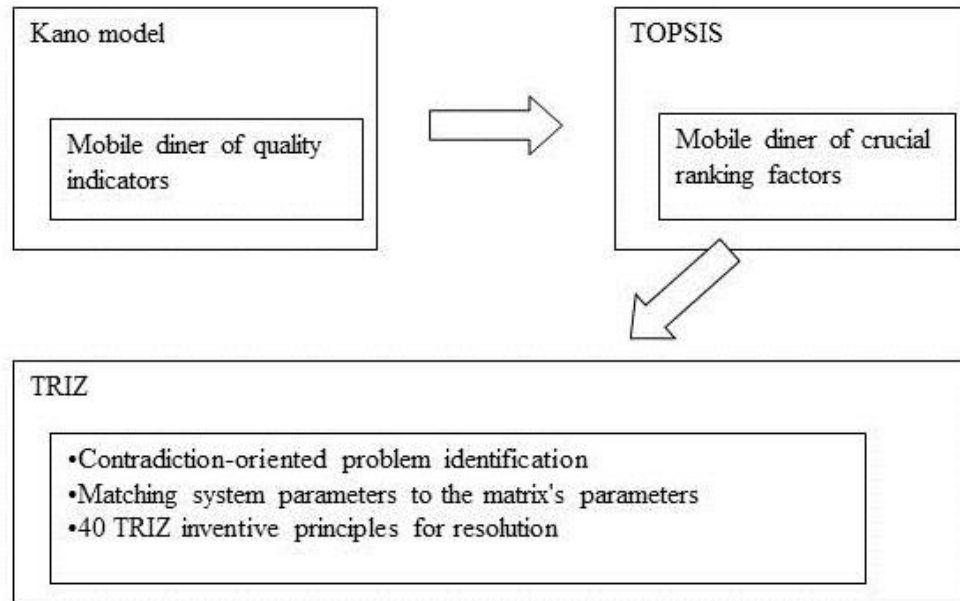 Kano model
Mobile diner of quality
indicators
TOPSIS
Mobile diner of crucial
ranking factors
TRIZ
•Contradiction-oriented problem identification
•Matching system parameters to the matrix's parameters
•40 TRIZ inventive principles for resolution